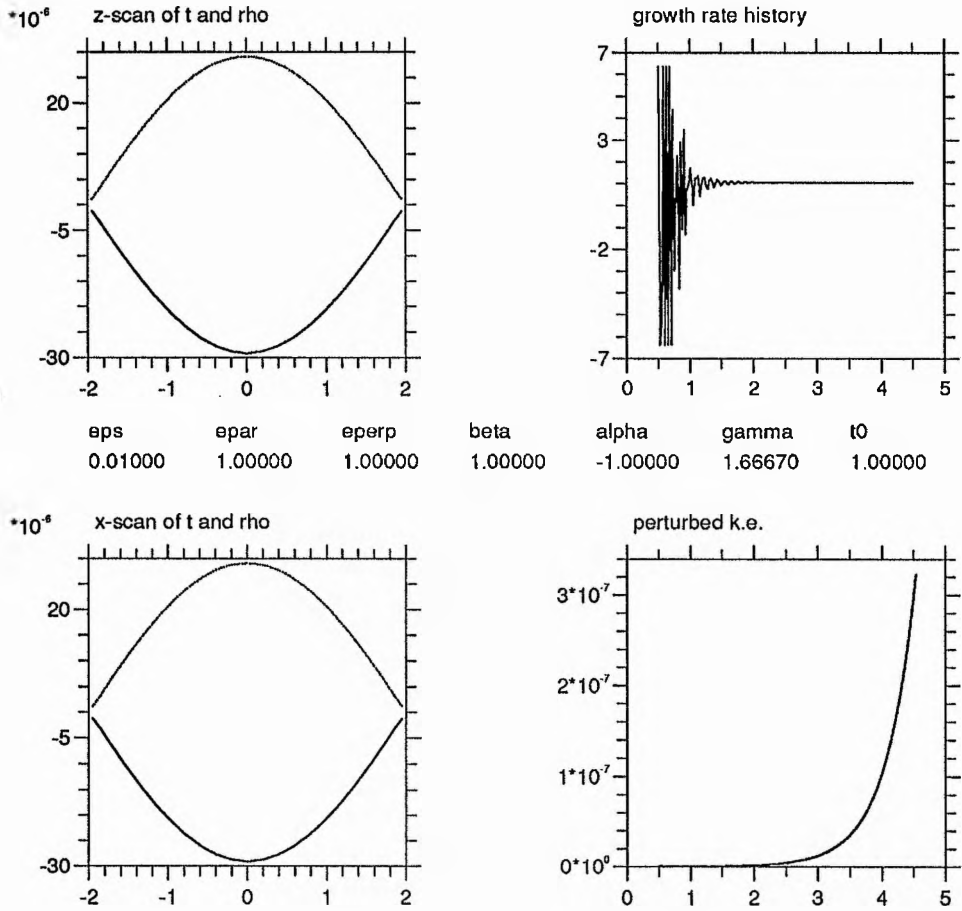 *10⁻⁶ z-scan of t and rho growth rate history
7
20 3
-5 -2
-30 -7
-2 -1 0 1 2 0 1 2 3 4 5
eps epar eperp beta alpha gamma t0
0.01000 1.00000 1.00000 1.00000 -1.00000 1.66670 1.00000
*10⁻⁶ x-scan of t and rho perturbed k.e.
20 3*10⁻⁷
2*10⁻⁷
-5 1*10⁻⁷
-30 0*10⁰
-2 -1 0 1 2 0 1 2 3 4 5